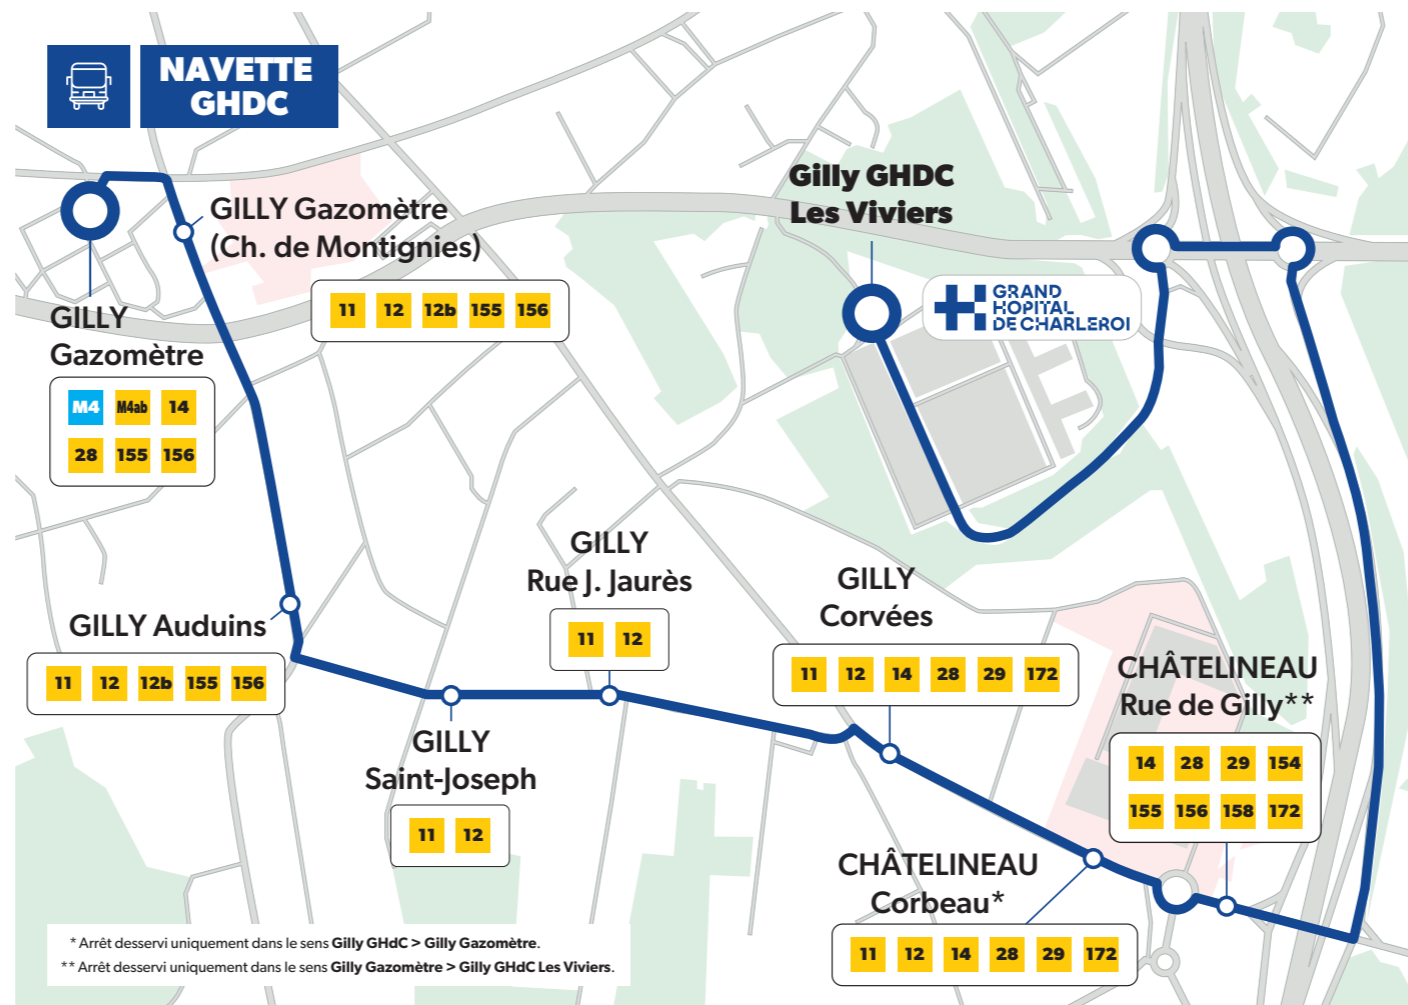 NAVETTE
GHDC
Gilly GHDC
Les Viviers
GRAND
HOPITAL
DE CHARLEROI
GILLY Gazomètre
(Ch. de Montignies)
11 12 12b 155 156
GILLY
Gazomètre
M4 M4ab 14
28 155 156
GILLY Auduins
11 12 12b 155 156
GILLY
Saint-Joseph
11 12
GILLY
Rue J. Jaurès
11 12
GILLY
Corvées
11 12 14 28 29 172
CHÂTELINEAU
Rue de Gilly**
14 28 29 154
155 156 158 172
CHÂTELINEAU
Corbeau*
11 12 14 28 29 172
* Arrêt desservi uniquement dans le sens Gilly GHdC > Gilly Gazomètre.
** Arrêt desservi uniquement dans le sens Gilly Gazomètre > Gilly GHdC Les Viviers.